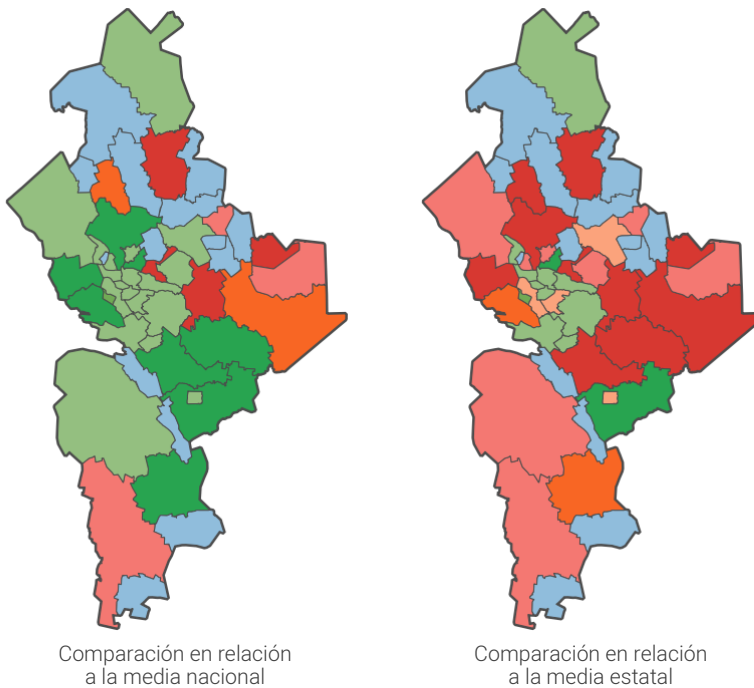 Comparación en relación
a la media nacional
Comparación en relación
a la media estatal